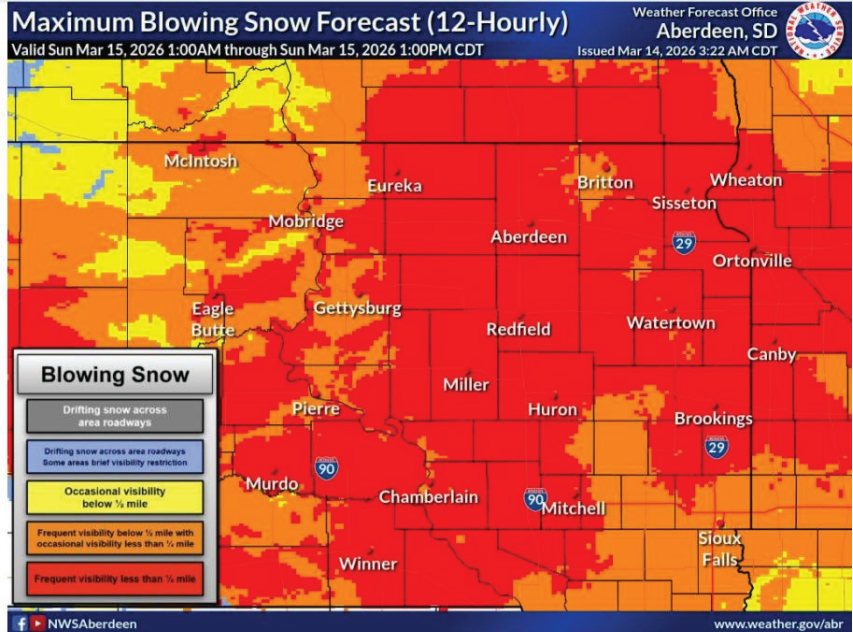 Maximum Blowing Snow Forecast (12-Hourly)
Valid Sun Mar 15, 2026 1:00AM through Sun Mar 15, 2026 1:00PM CDT
Weather Forecast Office
Aberdeen, SD
Issued Mar 14, 2026 3:22 AM CDT
NATIONAL WEATHER SERVICE
McIntosh
Eureka
Britton
Wheaton
Sisseton
Mobridge
Aberdeen
29
Ortonville
Eagle
Butte
Gettysburg
Redfield
Watertown
Canby
Miller
Pierre
Huron
Brookings
29
90
Murdo
Chamberlain
90
Mitchell
Sioux
Falls
Winner
Blowing Snow
Drifting snow across
area roadways
Drifting snow across area roadways
Some areas brief visibility restriction
Occasional visibility
below ½ mile
Frequent visibility below ½ mile with
occasional visibility less than ¼ mile
Frequent visibility less than ¼ mile
NWSAberdeen
www.weather.gov/abr